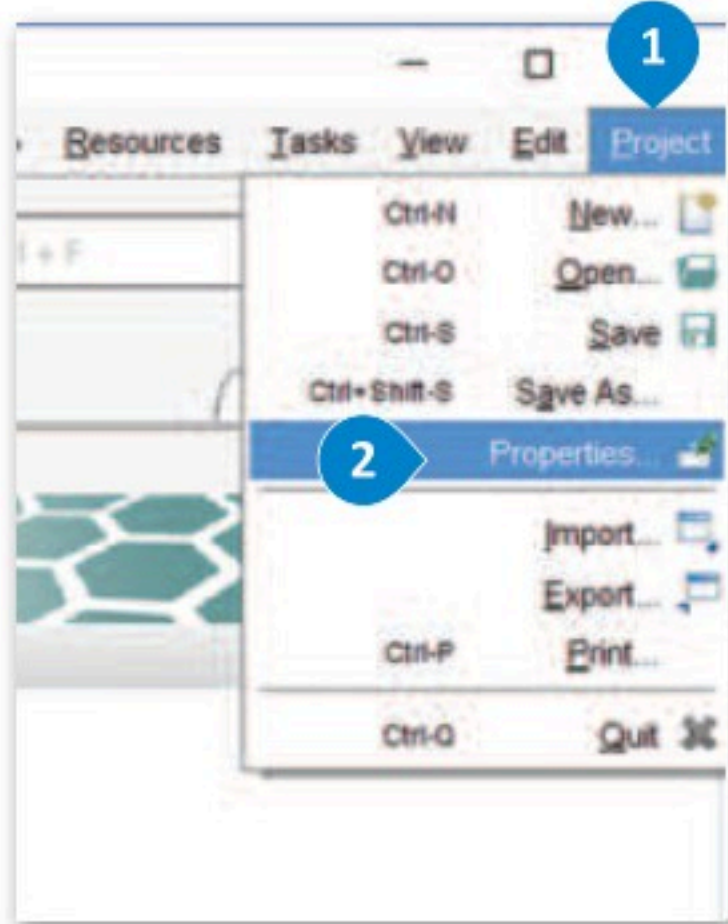 1
Resources Tasks View Edit Project
Ctrl-N New...
+ F
Ctrl-O Open...
Ctrl-S Save
Ctrl+Shift-S Save As...
2 Properties...
Import...
Export...
Ctrl-P Print...
Ctrl-Q Quit